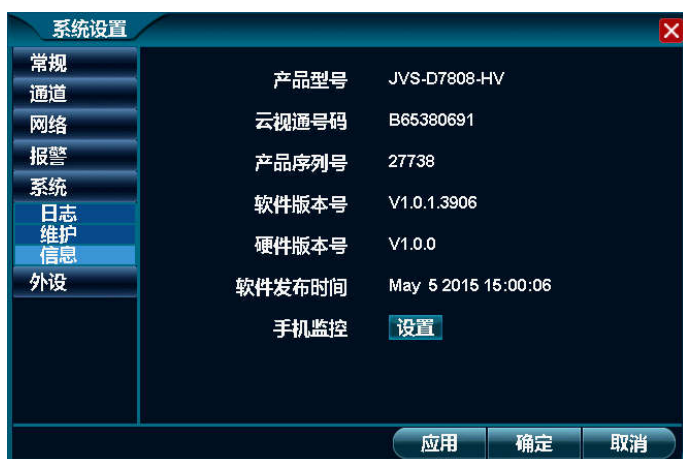 系统设置
常规
通道
网络
报警
系统
日志
维护
信息
外设
产品型号 JVS-D7808-HV
云视通号码 B65380691
产品序列号 27738
软件版本号 V1.0.1.3906
硬件版本号 V1.0.0
软件发布时间 May 5 2015 15:00:06
手机监控 设置
应用 确定 取消